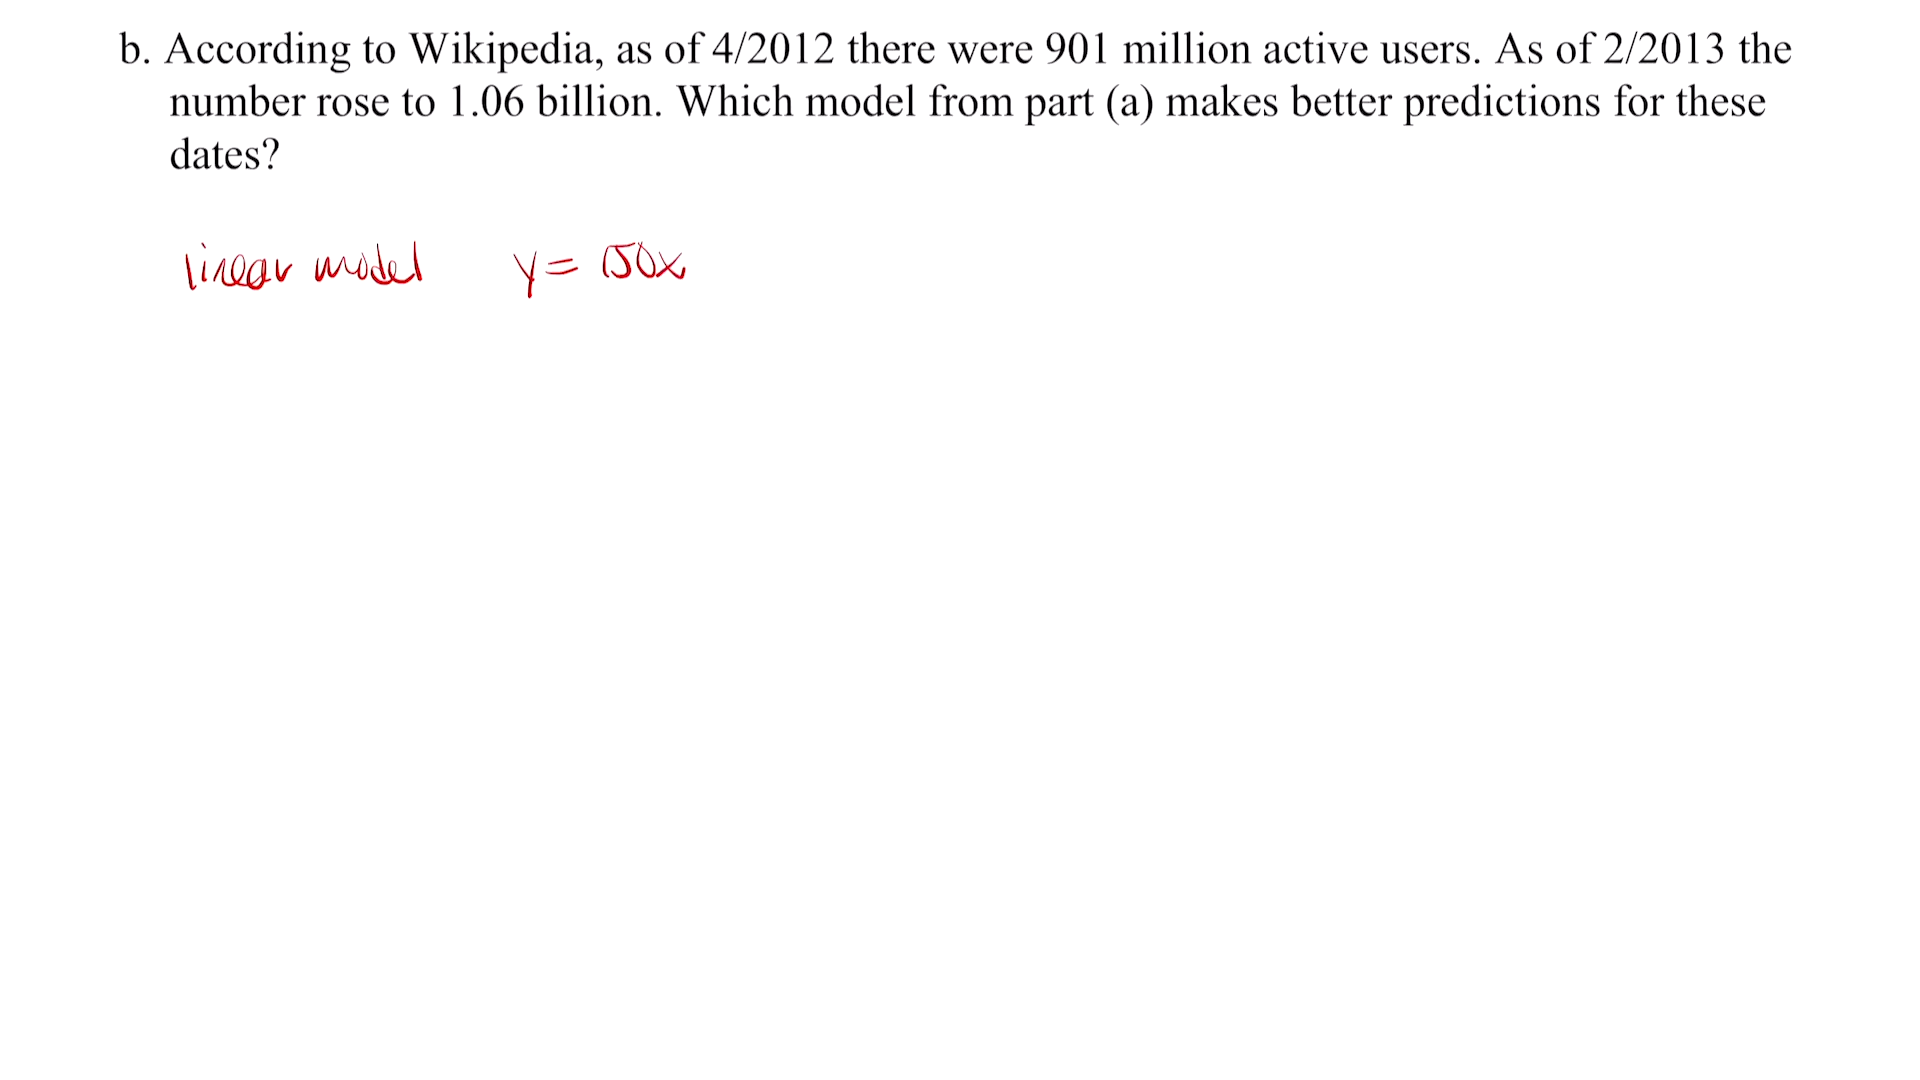 b. According to Wikipedia, as of 4/2012 there were 901 million active users. As of 2/2013 the
number rose to 1.06 billion. Which model from part (a) makes better predictions for these
dates?
linear model y = 150x